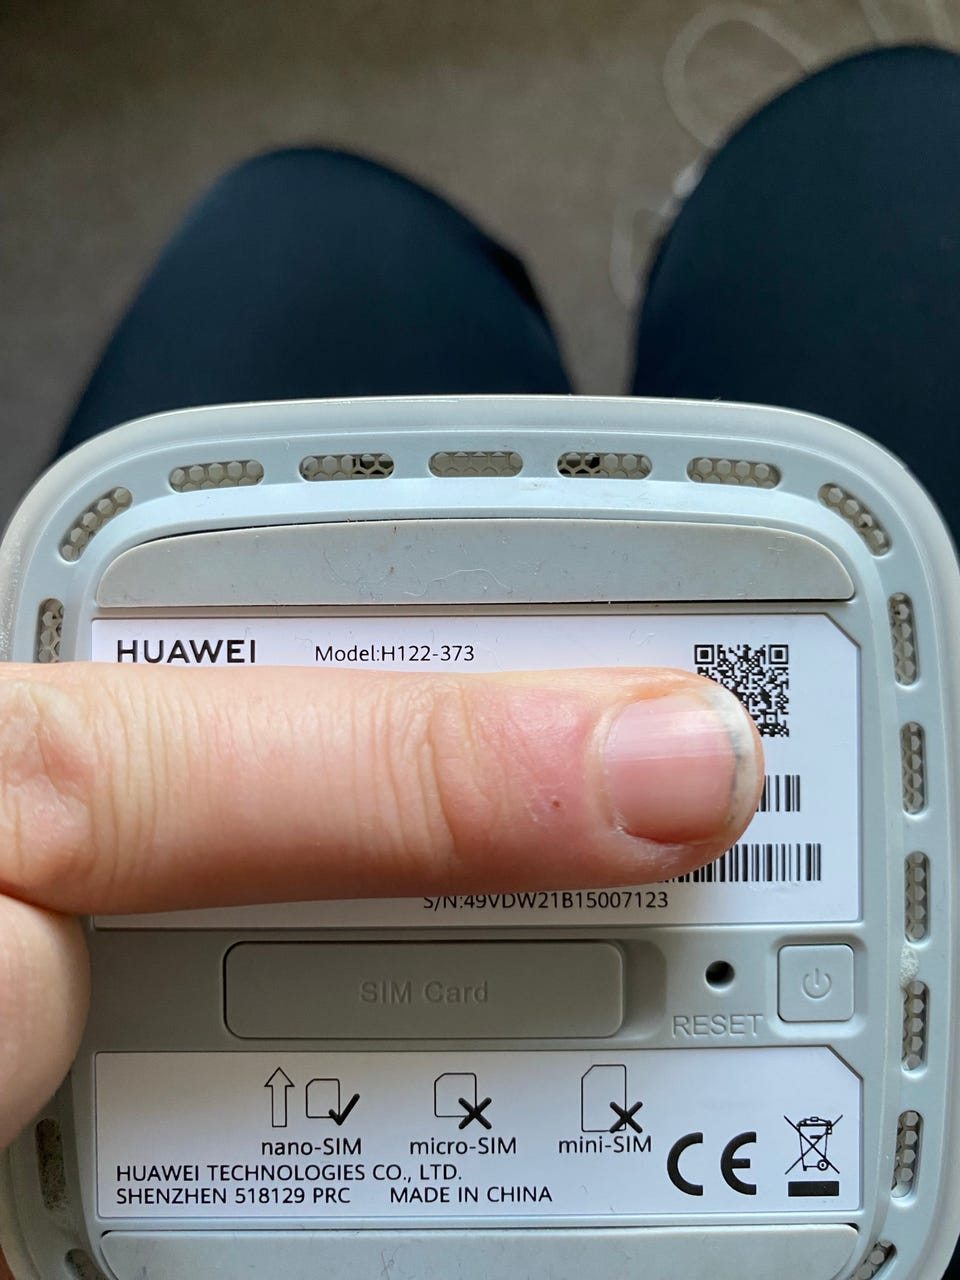 HUAWEI Model:H122-373
S/N:49VDW21B15007123
SIM Card
RESET
nano-SIM micro-SIM mini-SIM
HUAWEI TECHNOLOGIES CO., LTD.
SHENZHEN 518129 PRC MADE IN CHINA
CE